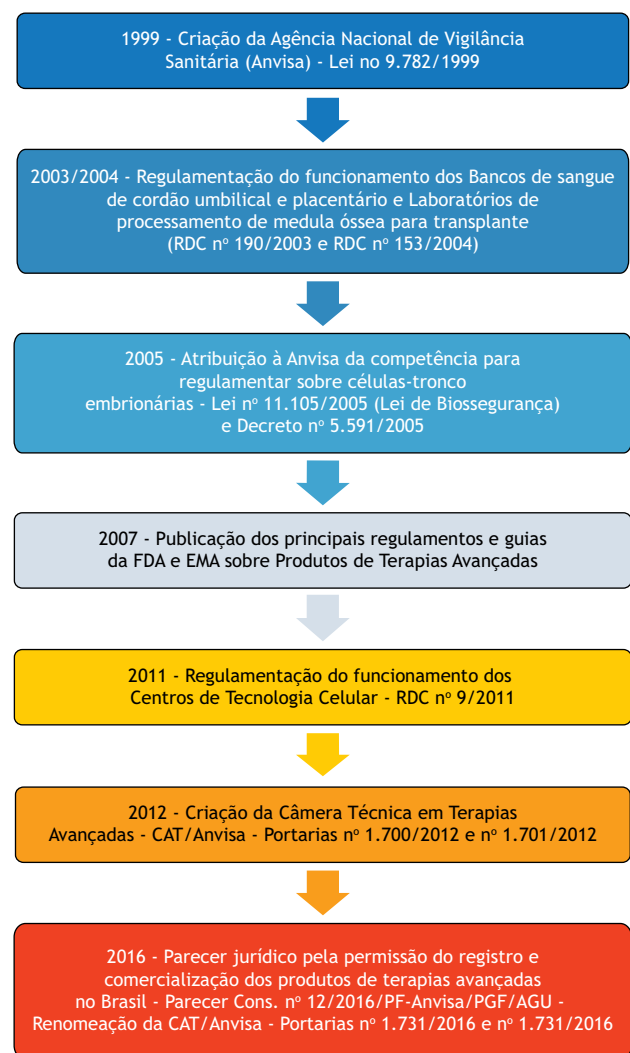 1999 - Criação da Agência Nacional de Vigilância
Sanitária (Anvisa) - Lei no 9.782/1999
2003/2004 - Regulamentação do funcionamento dos Bancos de sangue
de cordão umbilical e placentário e Laboratórios de
processamento de medula óssea para transplante
(RDC nº 190/2003 e RDC nº 153/2004)
2005 - Atribuição à Anvisa da competência para
regulamentar sobre células-tronco
embrionárias - Lei nº 11.105/2005 (Lei de Biossegurança)
e Decreto nº 5.591/2005
2007 - Publicação dos principais regulamentos e guias
da FDA e EMA sobre Produtos de Terapias Avançadas
2011 - Regulamentação do funcionamento dos
Centros de Tecnologia Celular - RDC nº 9/2011
2012 - Criação da Câmera Técnica em Terapias
Avançadas - CAT/Anvisa - Portarias nº 1.700/2012 e nº 1.701/2012
2016 - Parecer jurídico pela permissão do registro e
comercialização dos produtos de terapias avançadas
no Brasil - Parecer Cons. nº 12/2016/PF-Anvisa/PGF/AGU -
Renomeação da CAT/Anvisa - Portarias nº 1.731/2016 e nº 1.731/2016